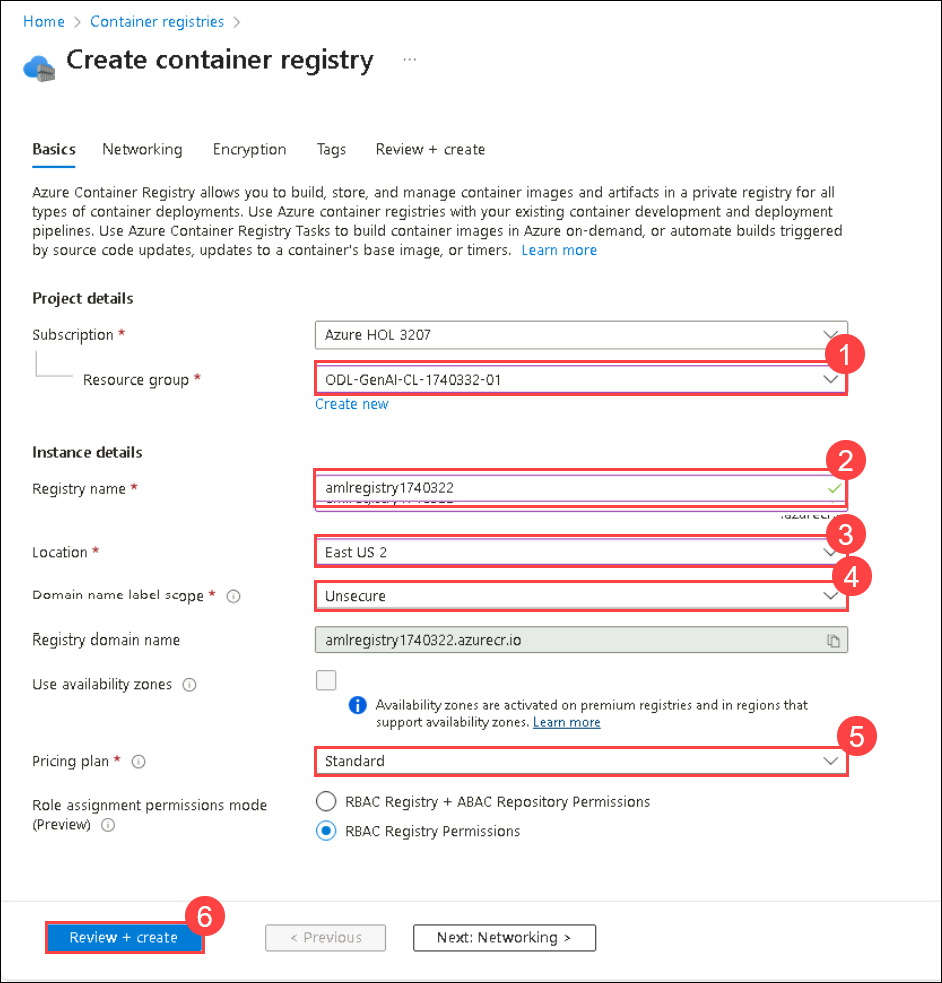 Home > Container registries >
Create container registry ...
Basics Networking Encryption Tags Review + create
Azure Container Registry allows you to build, store, and manage container images and artifacts in a private registry for all
types of container deployments. Use Azure container registries with your existing container development and deployment
pipelines. Use Azure Container Registry Tasks to build container images in Azure on-demand, or automate builds triggered
by source code updates, updates to a container's base image, or timers. Learn more
Project details
Subscription *
Azure HOL 3207
1
Resource group *
ODL-GenAI-CL-1740332-01
Create new
Instance details
2
Registry name *
amlregistry1740322
3
Location *
East US 2
4
Domain name label scope *
Unsecure
Registry domain name
amlregistry1740322.azurecr.io
Use availability zones
Availability zones are activated on premium registries and in regions that
support availability zones. Learn more
5
Pricing plan *
Standard
Role assignment permissions mode
(Preview)
RBAC Registry + ABAC Repository Permissions
RBAC Registry Permissions
6
Review + create
< Previous
Next: Networking >